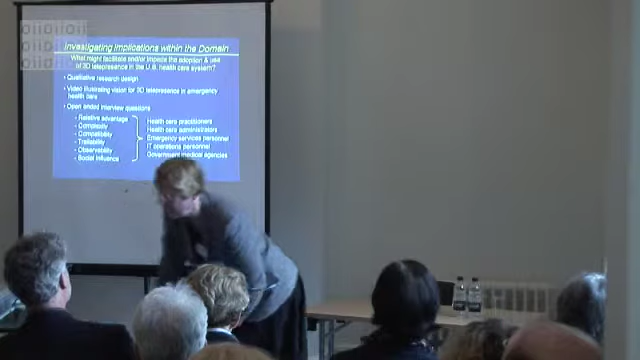 oiioiioii
oiioiioii
oiioiioii
Investigating Implications within the Domain
What might facilitate and/or impede the adoption & use
of 3D telepresence in the U.S. health care system?
• Qualitative research design
• Video illustrating vision for 3D telepresence in emergency
health care
• Open ended interview questions
- Relative advantage
- Complexity
- Compatibility
- Trialability
- Observability
- Social influence
Health care practitioners
Health care administrators
Emergency services personnel
IT operations personnel
Government medical agencies